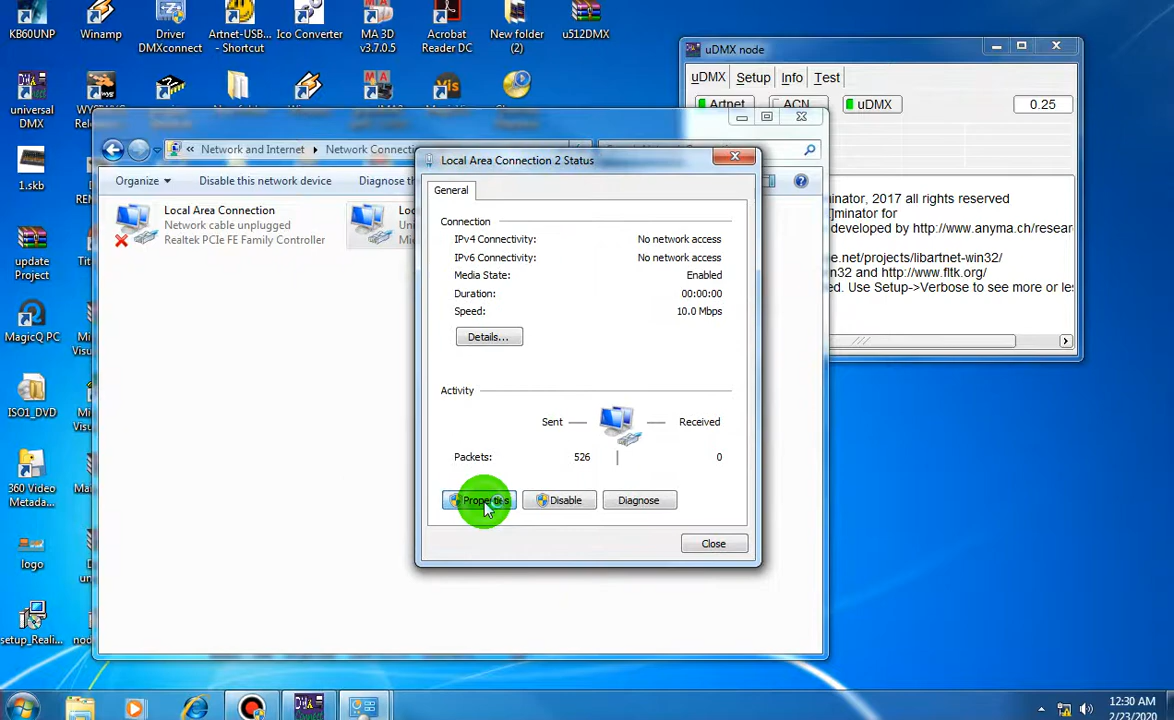 KB60UNP
Winamp
Driver
DMXconnect
Artnet-USB...
- Shortcut
Ico Converter
MA 3D
v3.7.0.5
Acrobat
Reader DC
New folder
(2)
u512DMX
universal
DMX
1.skb
update
Project
MagicQ PC
ISO1_DVD
360 Video
Metada...
logo
setup_Reali...
uDMX node
uDMX Setup Info Test
Artnet ACN uDMX 0.25
inator, 2017 all rights reserved
]minator for
developed by http://www.anyma.ch/resear
e.net/projects/libartnet-win32/
n32 and http://www.fltk.org/
ed. Use Setup->Verbose to see more or les
« Network and Internet
Organize
Disable this network device
Local Area Connection
Network cable unplugged
Realtek PCIe FE Family Controller
Local Area Connection 2 Status
General
Connection
IPv4 Connectivity: No network access
IPv6 Connectivity: No network access
Media State: Enabled
Duration: 00:00:00
Speed: 10.0 Mbps
Details...
Activity
Sent Received
Packets: 526 0
Properties Disable Diagnose
Close
12:30 AM
2/23/2020